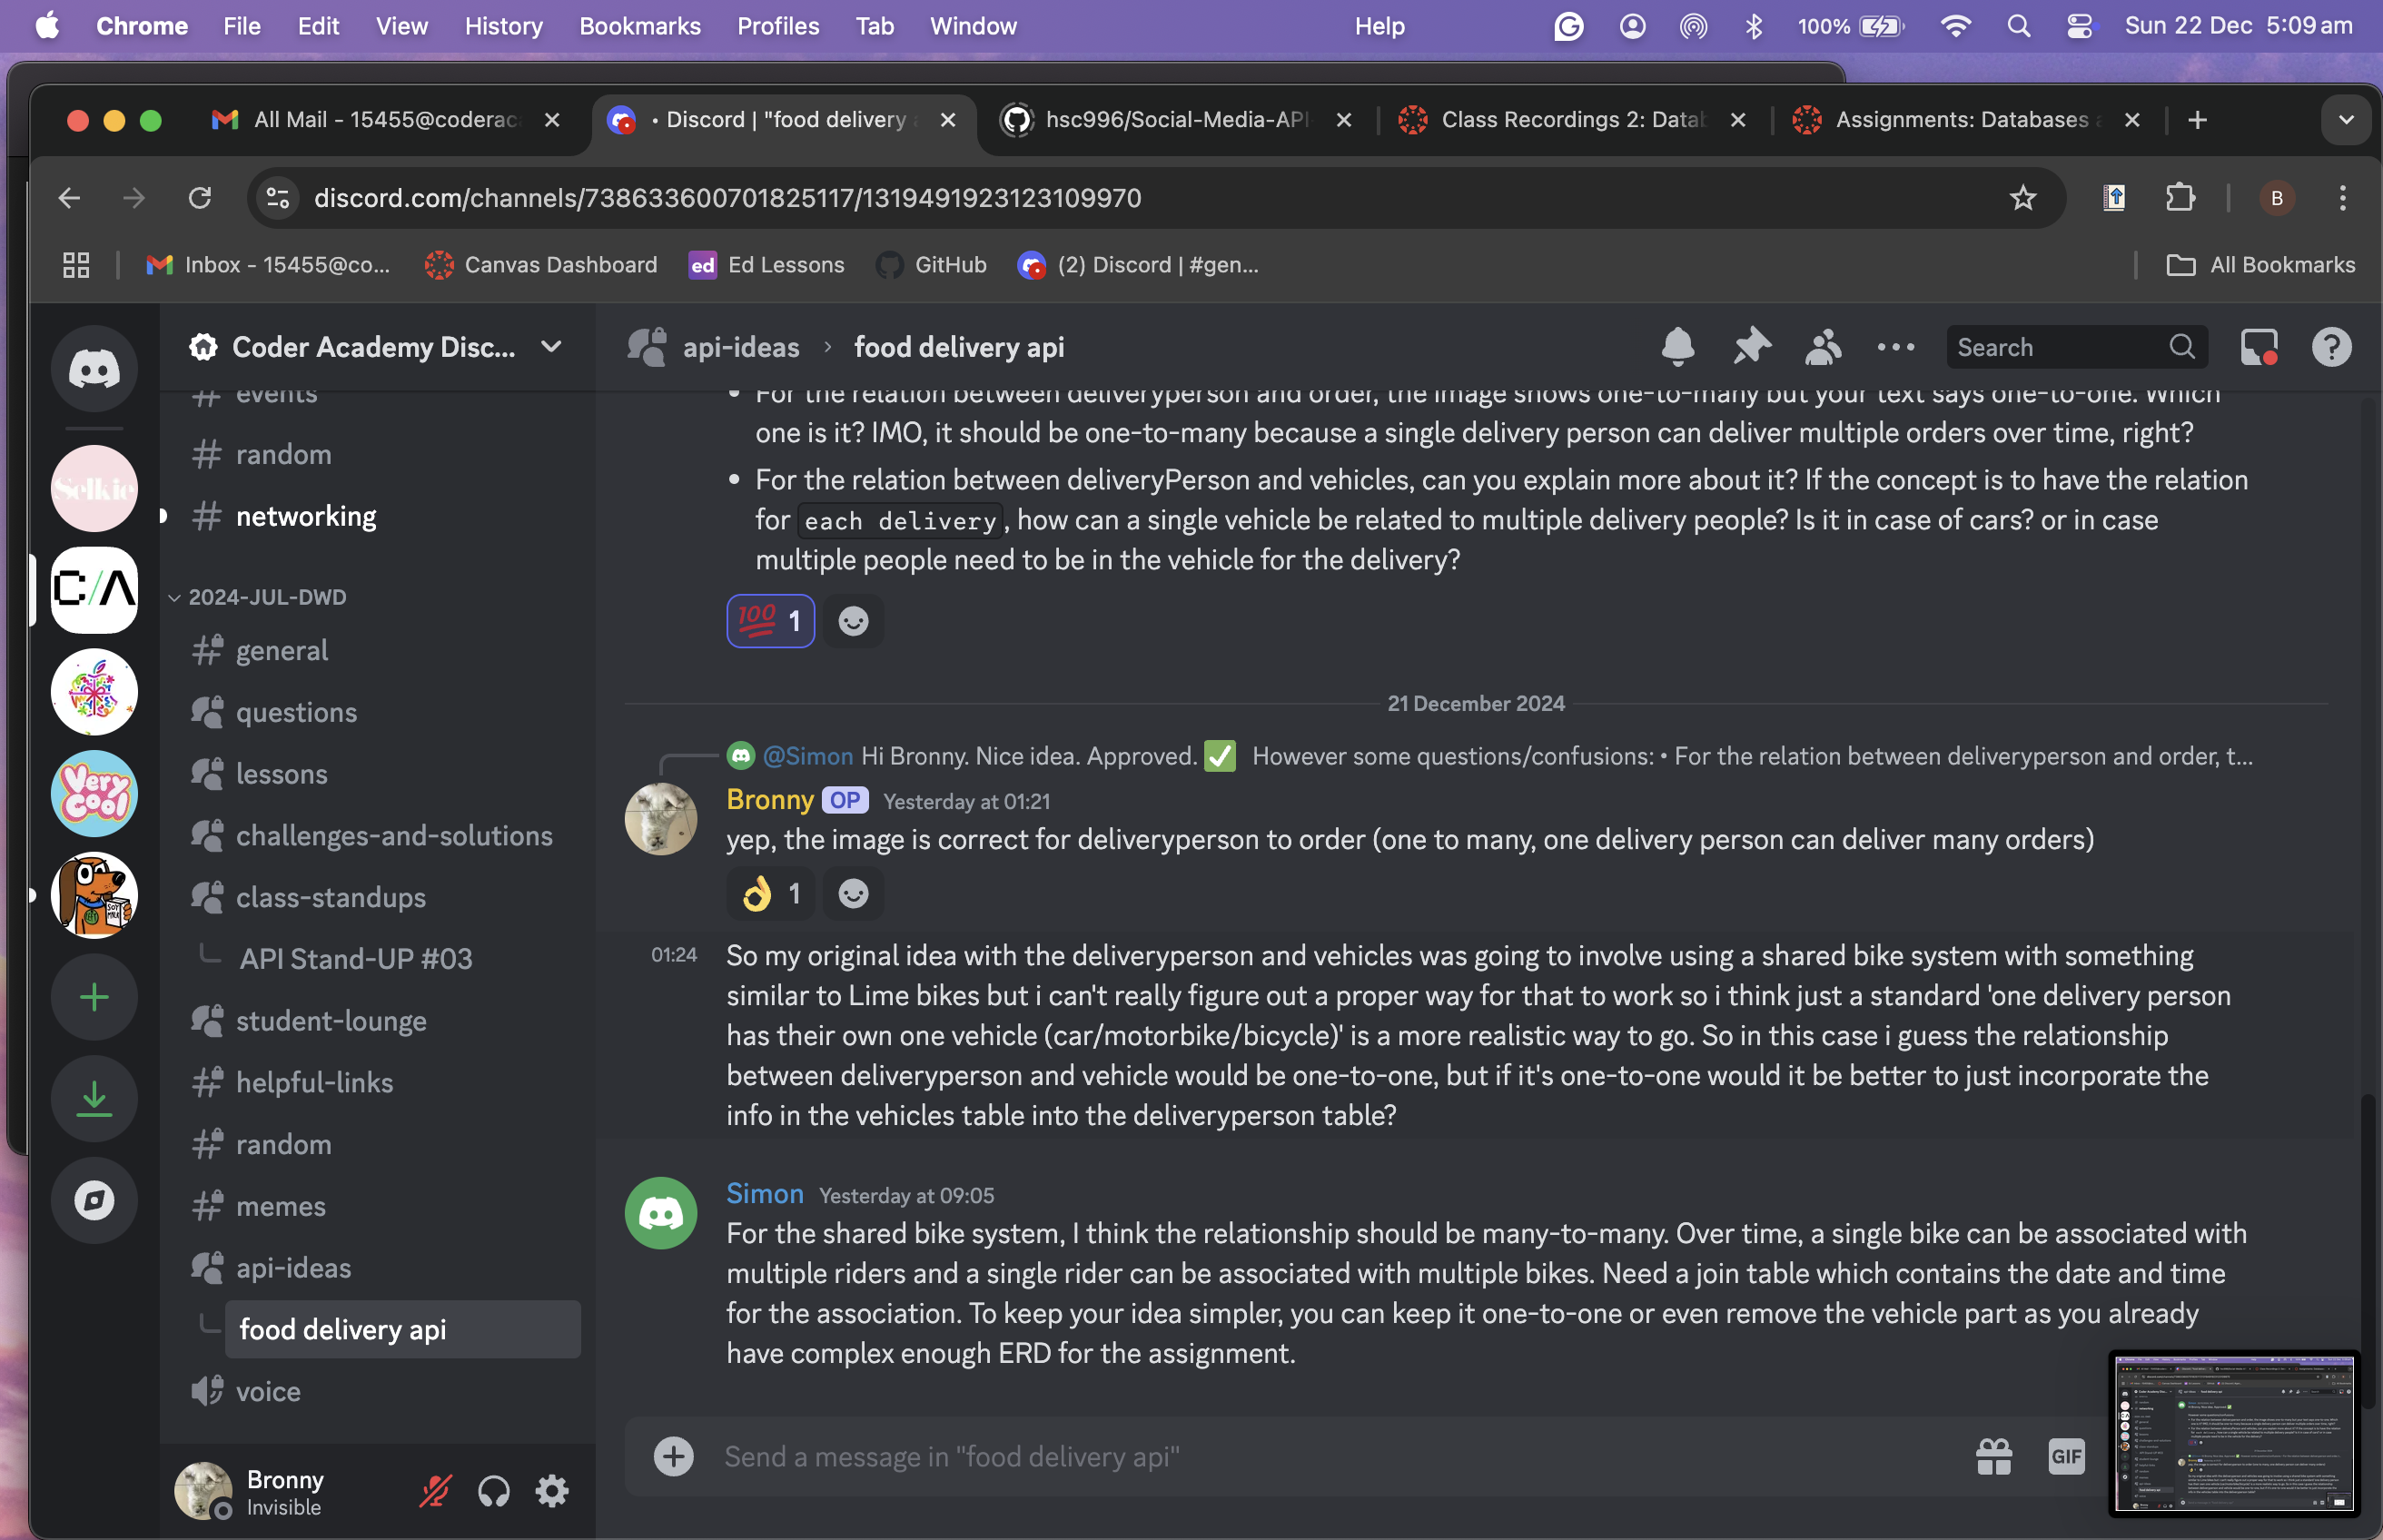 Chrome File Edit View History Bookmarks Profiles Tab Window Help 100% Sun 22 Dec 5:09 am
All Mail - 15455@coderac
• Discord | "food delivery
hsc996/Social-Media-API
Class Recordings 2: Datab
Assignments: Databases
discord.com/channels/738633600701825117/1319491923123109970
B
Inbox - 15455@co...
Canvas Dashboard
ed Ed Lessons
GitHub
(2) Discord | #gen...
All Bookmarks
Selkie
C/A
Very Cool
SOY MILK
Coder Academy Disc...
events
random
networking
2024-JUL-DWD
general
questions
lessons
challenges-and-solutions
class-standups
API Stand-UP #03
student-lounge
helpful-links
random
memes
api-ideas
food delivery api
voice
Bronny
Invisible
api-ideas › food delivery api
Search
• For the relation between deliveryperson and order, the image shows one-to-many but your text says one-to-one. Which
one is it? IMO, it should be one-to-many because a single delivery person can deliver multiple orders over time, right?
• For the relation between deliveryPerson and vehicles, can you explain more about it? If the concept is to have the relation
for each delivery, how can a single vehicle be related to multiple delivery people? Is it in case of cars? or in case
multiple people need to be in the vehicle for the delivery?
💯 1
21 December 2024
@Simon Hi Bronny. Nice idea. Approved. ✅ However some questions/confusions: • For the relation between deliveryperson and order, t...
Bronny OP Yesterday at 01:21
yep, the image is correct for deliveryperson to order (one to many, one delivery person can deliver many orders)
👌 1
01:24 So my original idea with the deliveryperson and vehicles was going to involve using a shared bike system with something
similar to Lime bikes but i can't really figure out a proper way for that to work so i think just a standard 'one delivery person
has their own one vehicle (car/motorbike/bicycle)' is a more realistic way to go. So in this case i guess the relationship
between deliveryperson and vehicle would be one-to-one, but if it's one-to-one would it be better to just incorporate the
info in the vehicles table into the deliveryperson table?
Simon Yesterday at 09:05
For the shared bike system, I think the relationship should be many-to-many. Over time, a single bike can be associated with
multiple riders and a single rider can be associated with multiple bikes. Need a join table which contains the date and time
for the association. To keep your idea simpler, you can keep it one-to-one or even remove the vehicle part as you already
have complex enough ERD for the assignment.
Send a message in "food delivery api"
GIF